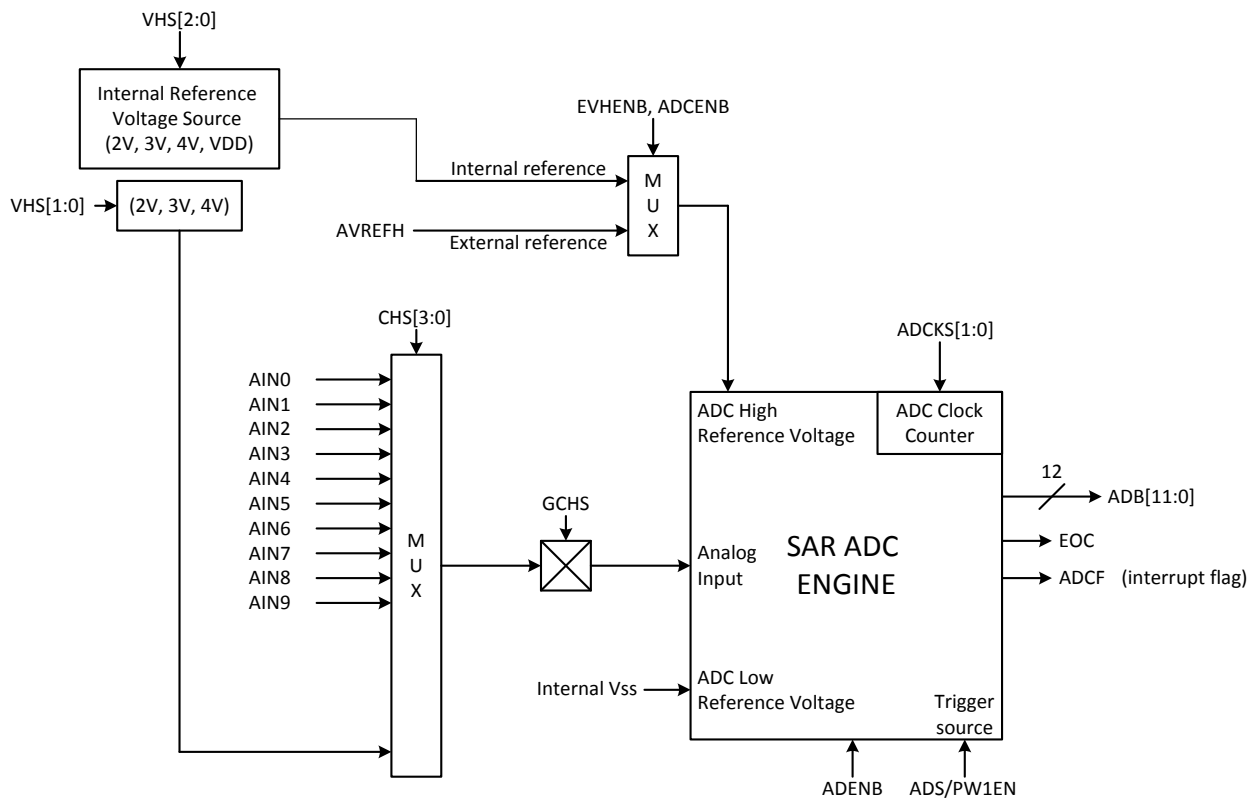 VHS[2:0]
Internal Reference
Voltage Source
(2V, 3V, 4V, VDD)
EVHENB, ADCENB
Internal reference
M
U
X
VHS[1:0]
(2V, 3V, 4V)
AVREFH
External reference
CHS[3:0]
ADCKS[1:0]
AIN0
AIN1
AIN2
AIN3
AIN4
AIN5
AIN6
AIN7
AIN8
AIN9
M
U
X
GCHS
ADC High
Reference Voltage
ADC Clock
Counter
12
ADB[11:0]
EOC
ADCF (interrupt flag)
Analog
Input
SAR ADC
ENGINE
Internal Vss
ADC Low
Reference Voltage
Trigger
source
ADENB
ADS/PW1EN